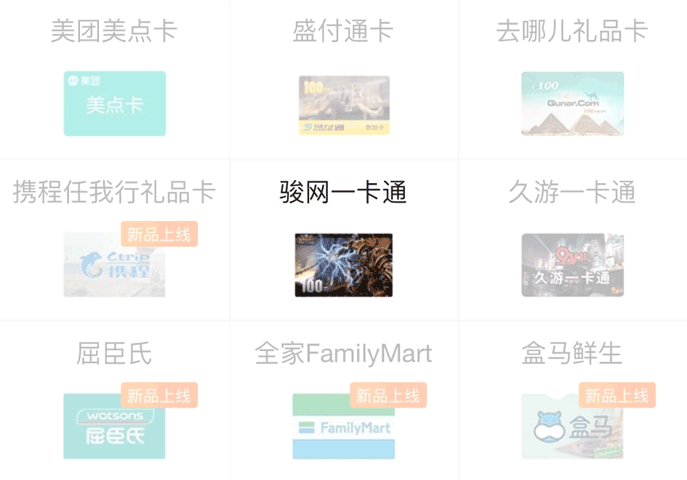 美团美点卡
盛付通卡
去哪儿礼品卡
美团
美点卡
100
盛付通
100
Qunar.Com
携程任我行礼品卡
骏网一卡通
久游一卡通
新品上线
Ctrip
携程
100
久游一卡通
屈臣氏
全家FamilyMart
盒马鲜生
新品上线
新品上线
新品上线
watsons
屈臣氏
FamilyMart
盒马